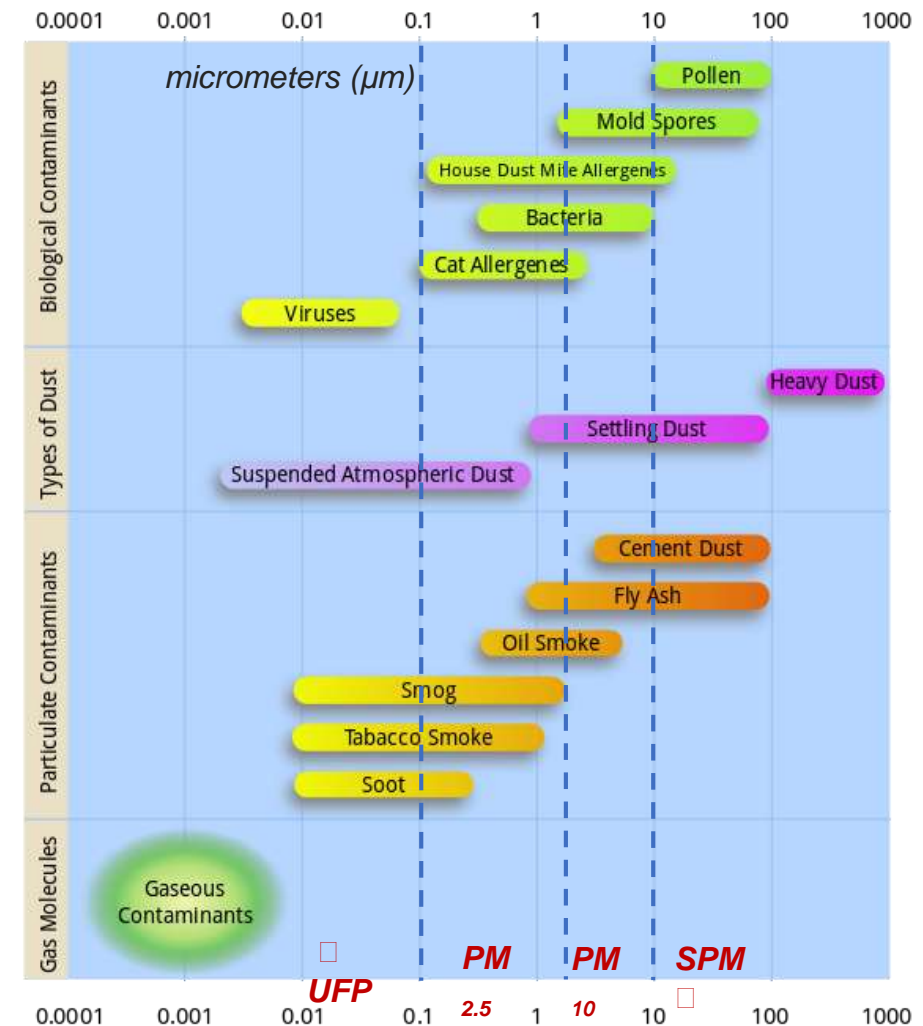 0.0001 0.001 0.01 0.1 1 10 100 1000
micrometers (μm)
Biological Contaminants
Pollen
Mold Spores
House Dust Mite Allergenes
Bacteria
Cat Allergenes
Viruses
Types of Dust
Heavy Dust
Settling Dust
Suspended Atmospheric Dust
Particulate Contaminants
Cement Dust
Fly Ash
Oil Smoke
Smog
Tabacco Smoke
Soot
Gas Molecules
Gaseous
Contaminants
UFP
PM
2.5
PM
10
SPM
0.0001 0.001 0.01 0.1 1 10 100 1000